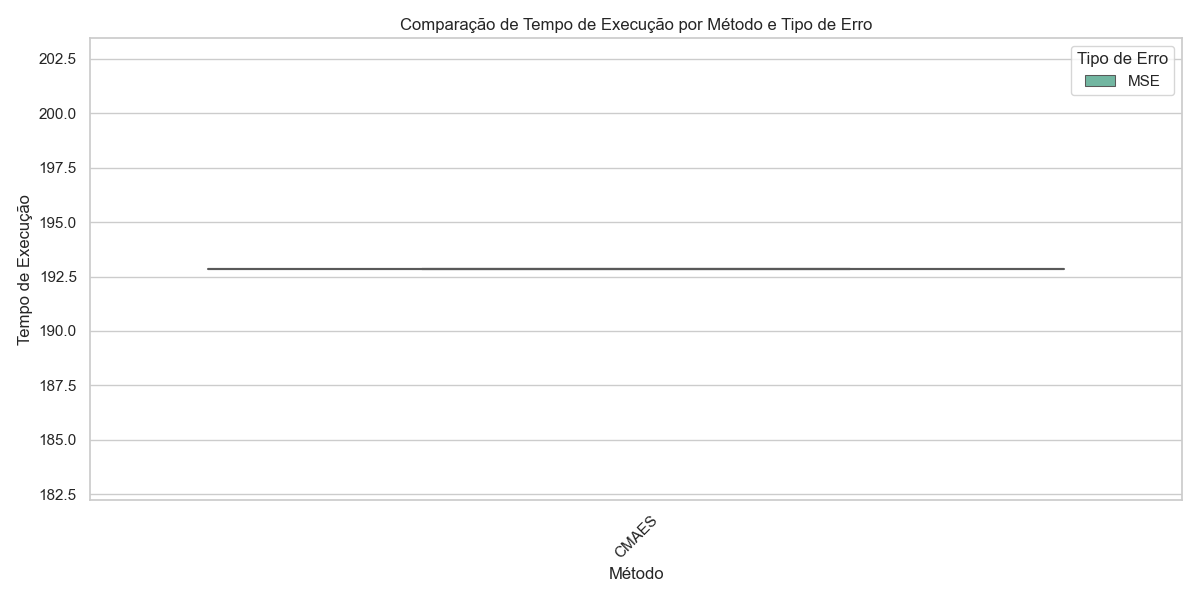 Comparação de Tempo de Execução por Método e Tipo de Erro
Tipo de Erro
MSE
202.5
200.0
197.5
195.0
192.5
190.0
187.5
185.0
182.5
Tempo de Execução
CMAES
Método